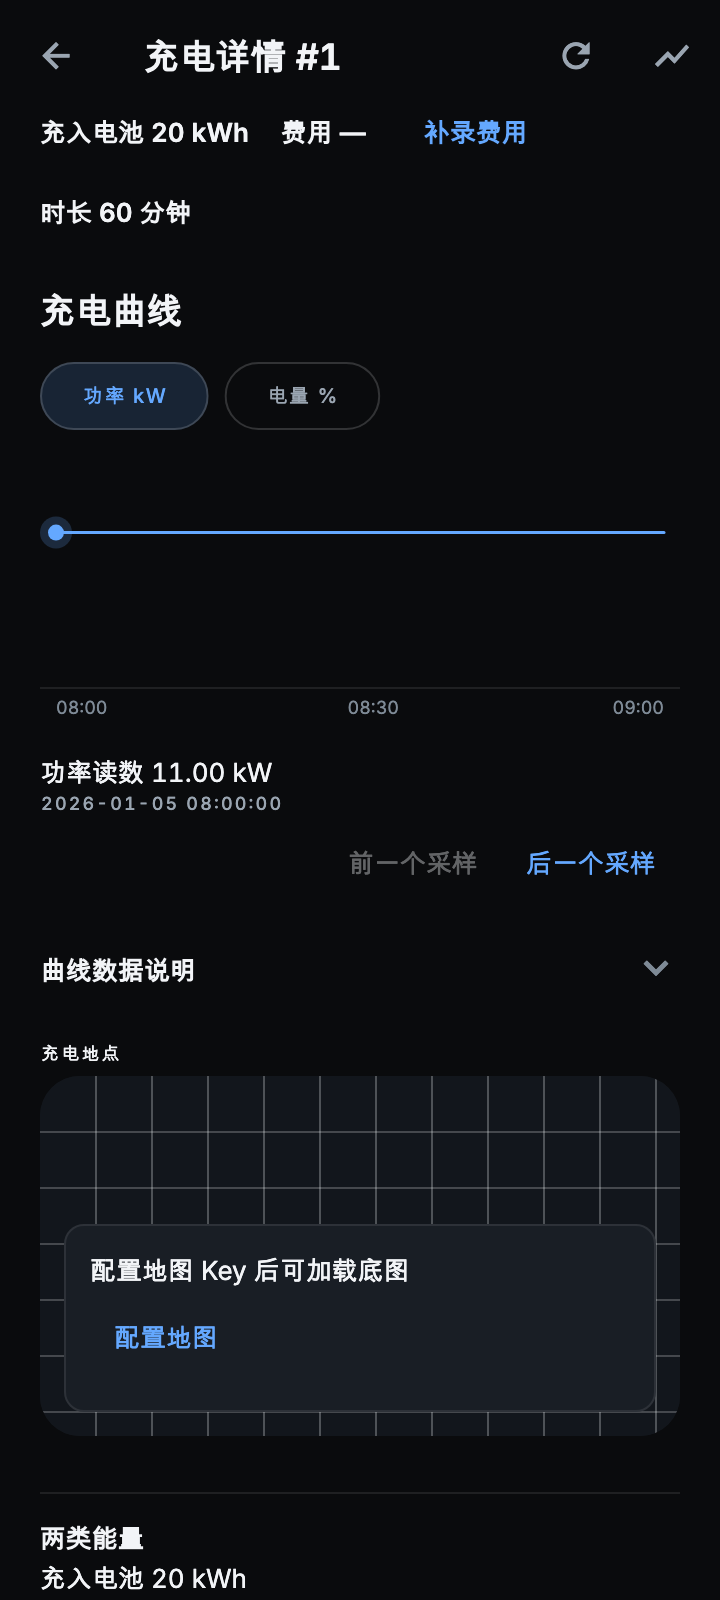 充电详情 #1
充入电池 20 kWh 费用 — 补录费用
时长 60 分钟
充电曲线
功率 kW 电量 %
08:00 08:30 09:00
功率读数 11.00 kW
2026-01-05 08:00:00
前一个采样 后一个采样
曲线数据说明
充电地点
配置地图 Key 后可加载底图
配置地图
两类能量
充入电池 20 kWh